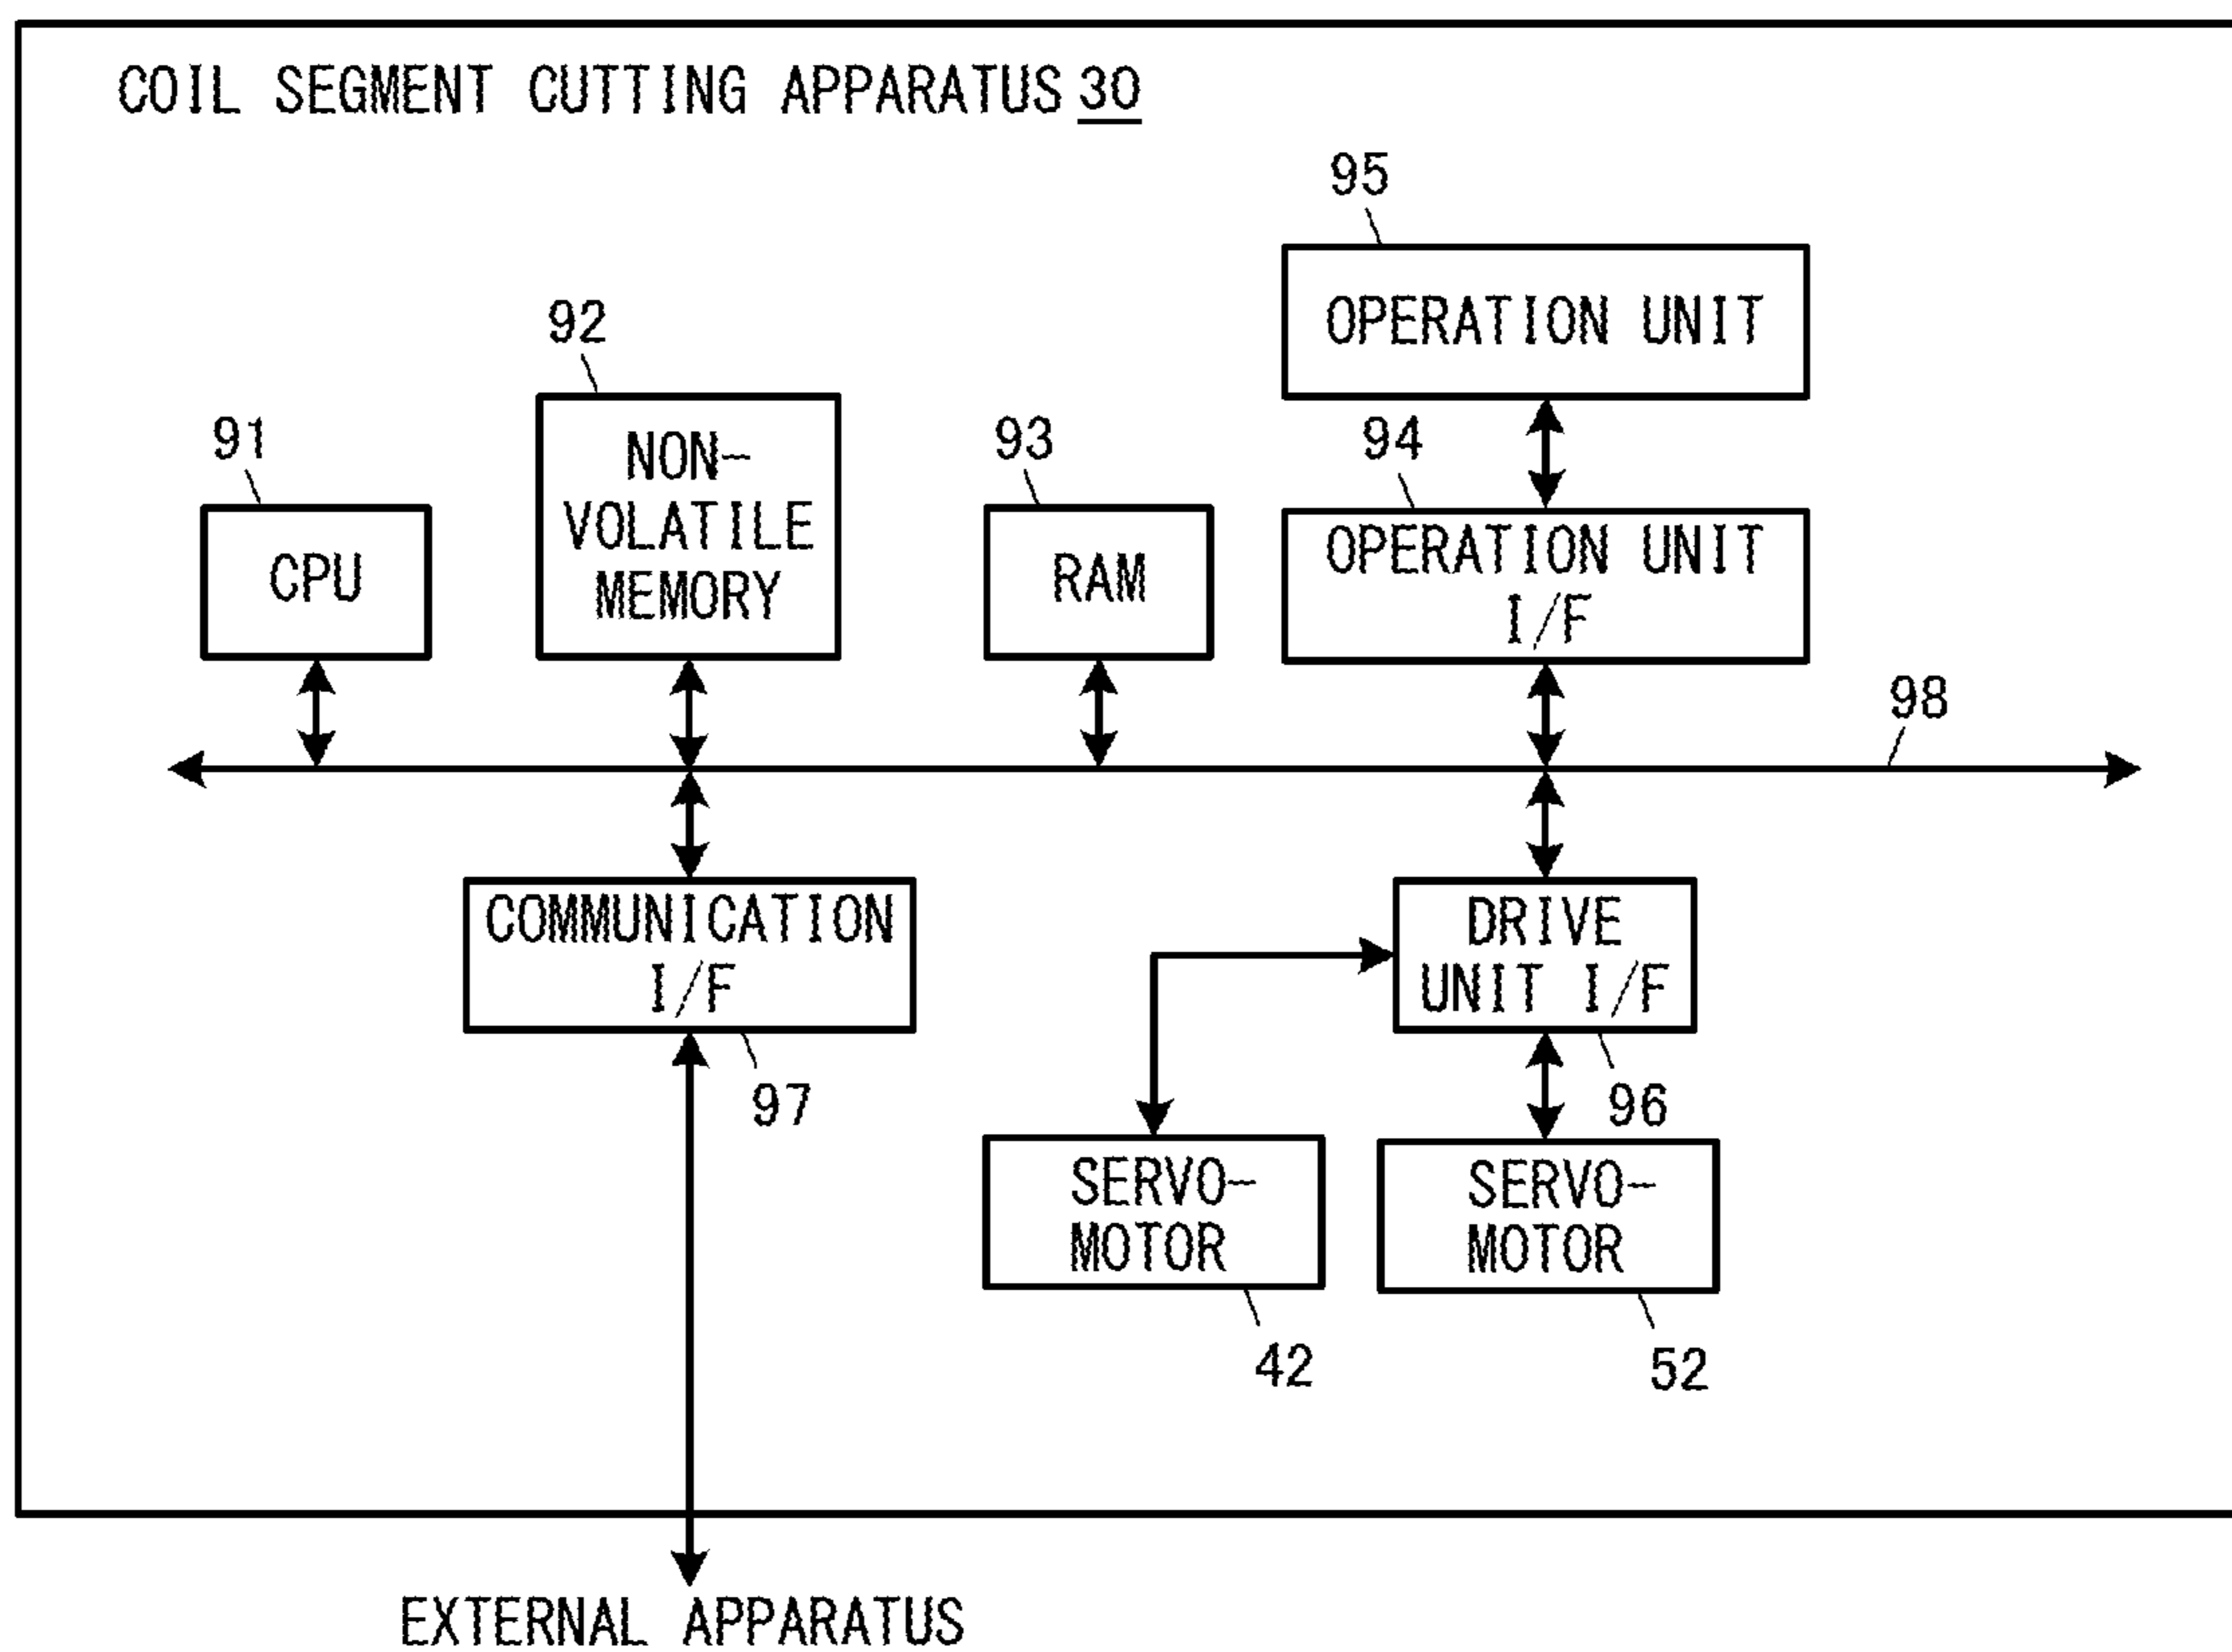 COIL SEGMENT CUTTING APPARATUS 30
95
OPERATION UNIT
92
NON-
VOLATILE
MEMORY
91
CPU
93
RAM
94
OPERATION UNIT
I/F
98
COMMUNICATION
I/F
97
DRIVE
UNIT I/F
96
SERVO-
MOTOR
42
SERVO-
MOTOR
52
EXTERNAL APPARATUS